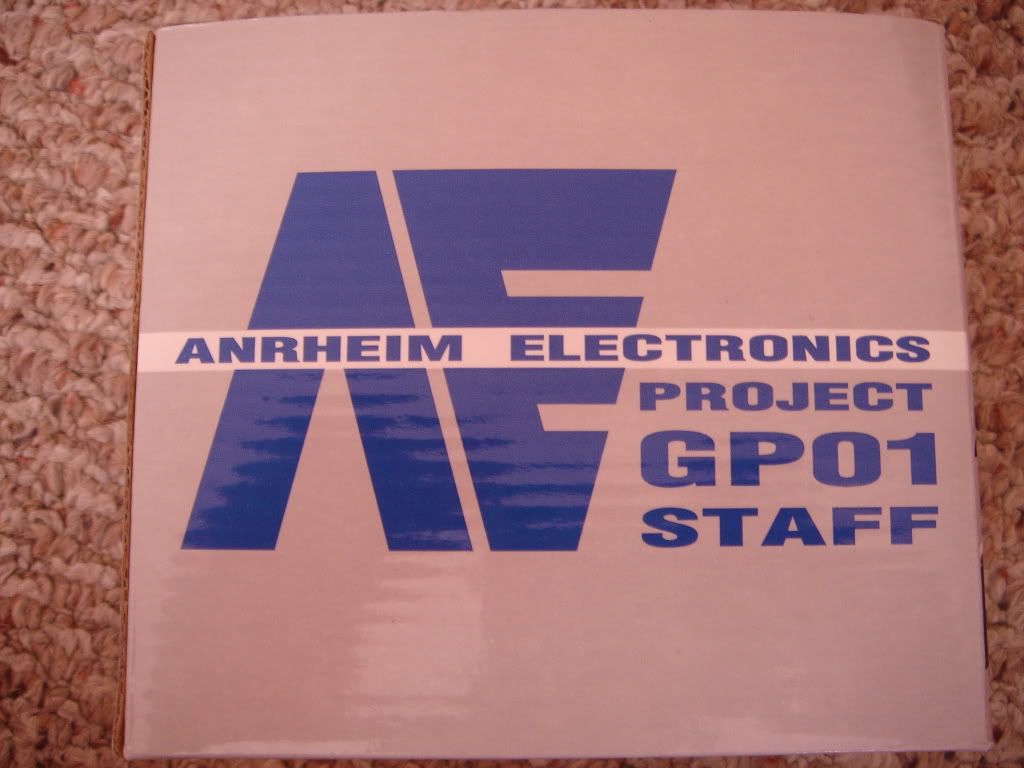 AE
ANRHEIM ELECTRONICS
PROJECT
GP01
STAFF